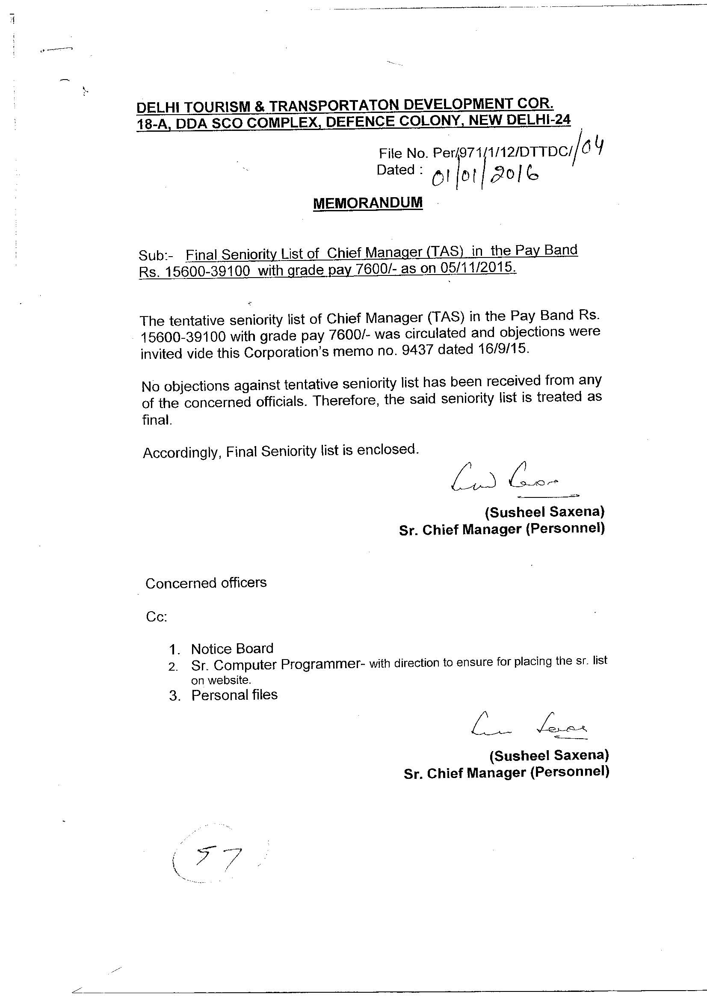 DELHI TOURISM & TRANSPORTATON DEVELOPMENT COR.
18-A, DDA SCO COMPLEX, DEFENCE COLONY, NEW DELHI-24
File No. Per/971/1/12/DTTDC//04
Dated : 01/01/2016
MEMORANDUM
Sub:- Final Seniority List of Chief Manager (TAS) in the Pay Band
Rs. 15600-39100 with grade pay 7600/- as on 05/11/2015.
The tentative seniority list of Chief Manager (TAS) in the Pay Band Rs.
15600-39100 with grade pay 7600/- was circulated and objections were
invited vide this Corporation's memo no. 9437 dated 16/9/15.
No objections against tentative seniority list has been received from any
of the concerned officials. Therefore, the said seniority list is treated as
final.
Accordingly, Final Seniority list is enclosed.
(Susheel Saxena)
Sr. Chief Manager (Personnel)
Concerned officers
Cc:
1. Notice Board
2. Sr. Computer Programmer- with direction to ensure for placing the sr. list
on website.
3. Personal files
(Susheel Saxena)
Sr. Chief Manager (Personnel)
57